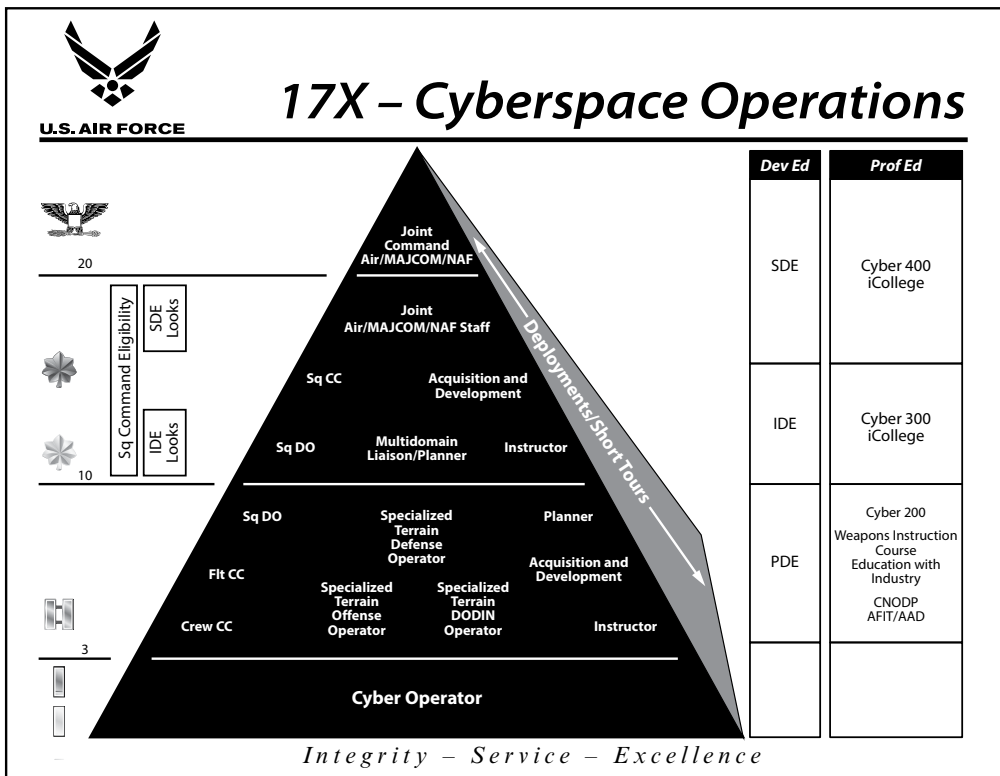 U.S. AIR FORCE
17X – Cyberspace Operations
20
10
3
Sq Command Eligibility
SDE
Looks
IDE
Looks
Joint
Command
Air/MAJCOM/NAF
Joint
Air/MAJCOM/NAF Staff
Sq CC
Acquisition and
Development
Sq DO
Multidomain
Liaison/Planner
Instructor
Sq DO
Specialized
Terrain
Defense
Operator
Planner
Flt CC
Acquisition and
Development
Crew CC
Specialized
Terrain
Offense
Operator
Specialized
Terrain
DODIN
Operator
Instructor
Cyber Operator
Deployments/Short Tours
Dev Ed
Prof Ed
SDE
Cyber 400
iCollege
IDE
Cyber 300
iCollege
PDE
Cyber 200
Weapons Instruction
Course
Education with
Industry
CNODP
AFIT/AAD
Integrity – Service – Excellence